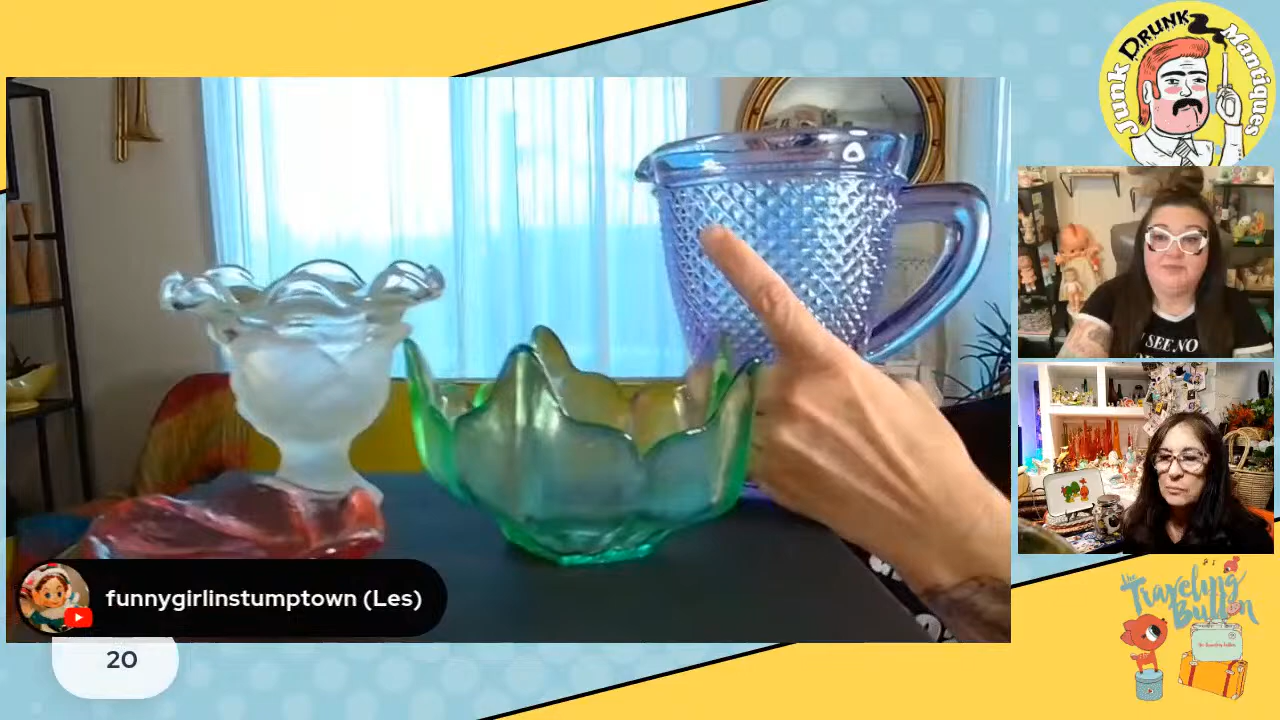 Junk
DRUNK
Mantiques
I SEE NO
funnygirlinstumptown (Les)
20
the
Traveling
Button